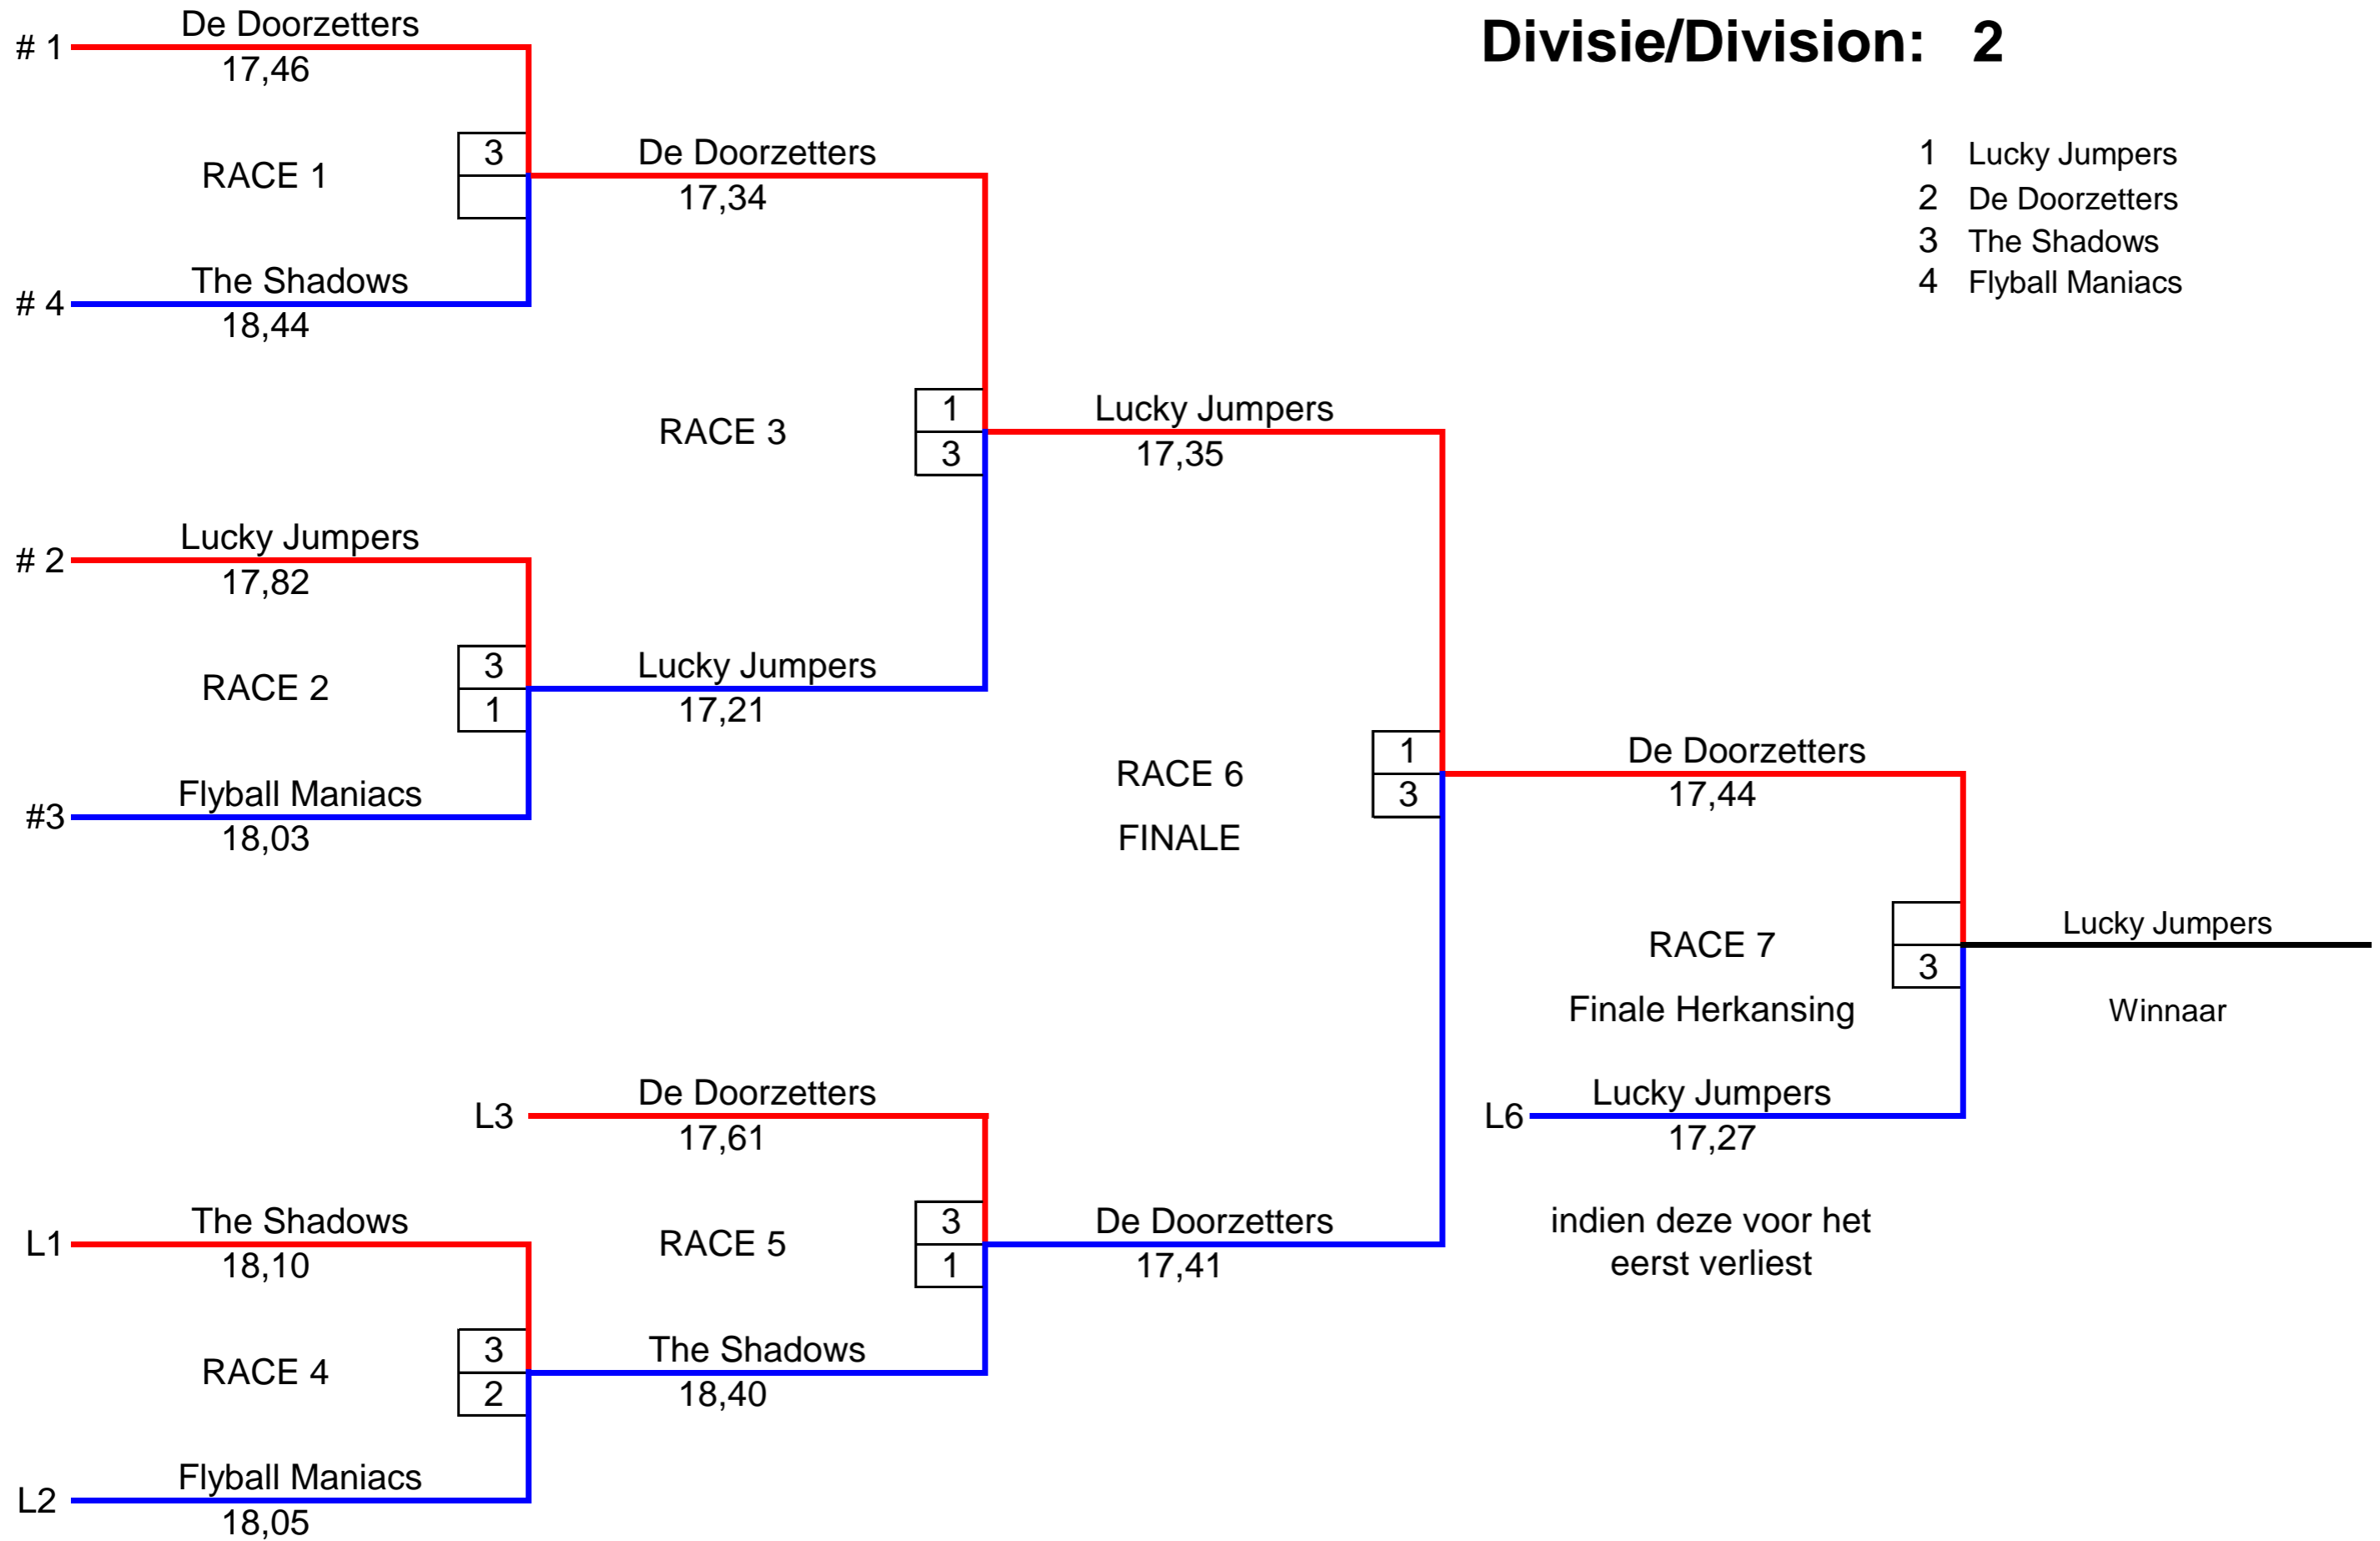 De Doorzetters
# 1
17,46
Divisie/Division: 2
RACE 1
3
De Doorzetters
17,34
1 Lucky Jumpers
2 De Doorzetters
3 The Shadows
4 Flyball Maniacs
The Shadows
# 4
18,44
RACE 3
1
3
Lucky Jumpers
17,35
Lucky Jumpers
# 2
17,82
RACE 2
3
1
Lucky Jumpers
17,21
Flyball Maniacs
#3
18,03
RACE 6
FINALE
1
3
De Doorzetters
17,44
RACE 7
Finale Herkansing
3
Lucky Jumpers
Winnaar
L3
De Doorzetters
17,61
L6
Lucky Jumpers
17,27
indien deze voor het
eerst verliest
The Shadows
L1
18,10
RACE 5
3
1
De Doorzetters
17,41
RACE 4
3
2
The Shadows
18,40
Flyball Maniacs
L2
18,05